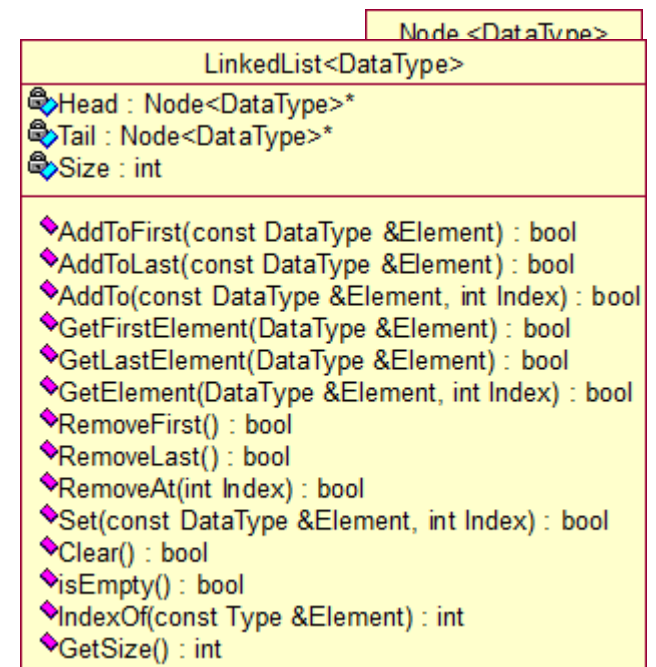 Node <DataType>
LinkedList<DataType>
Head : Node<DataType>*
Tail : Node<DataType>*
Size : int
AddToFirst(const DataType &Element) : bool
AddToLast(const DataType &Element) : bool
AddTo(const DataType &Element, int Index) : bool
GetFirstElement(DataType &Element) : bool
GetLastElement(DataType &Element) : bool
GetElement(DataType &Element, int Index) : bool
RemoveFirst() : bool
RemoveLast() : bool
RemoveAt(int Index) : bool
Set(const DataType &Element, int Index) : bool
Clear() : bool
isEmpty() : bool
IndexOf(const Type &Element) : int
GetSize() : int